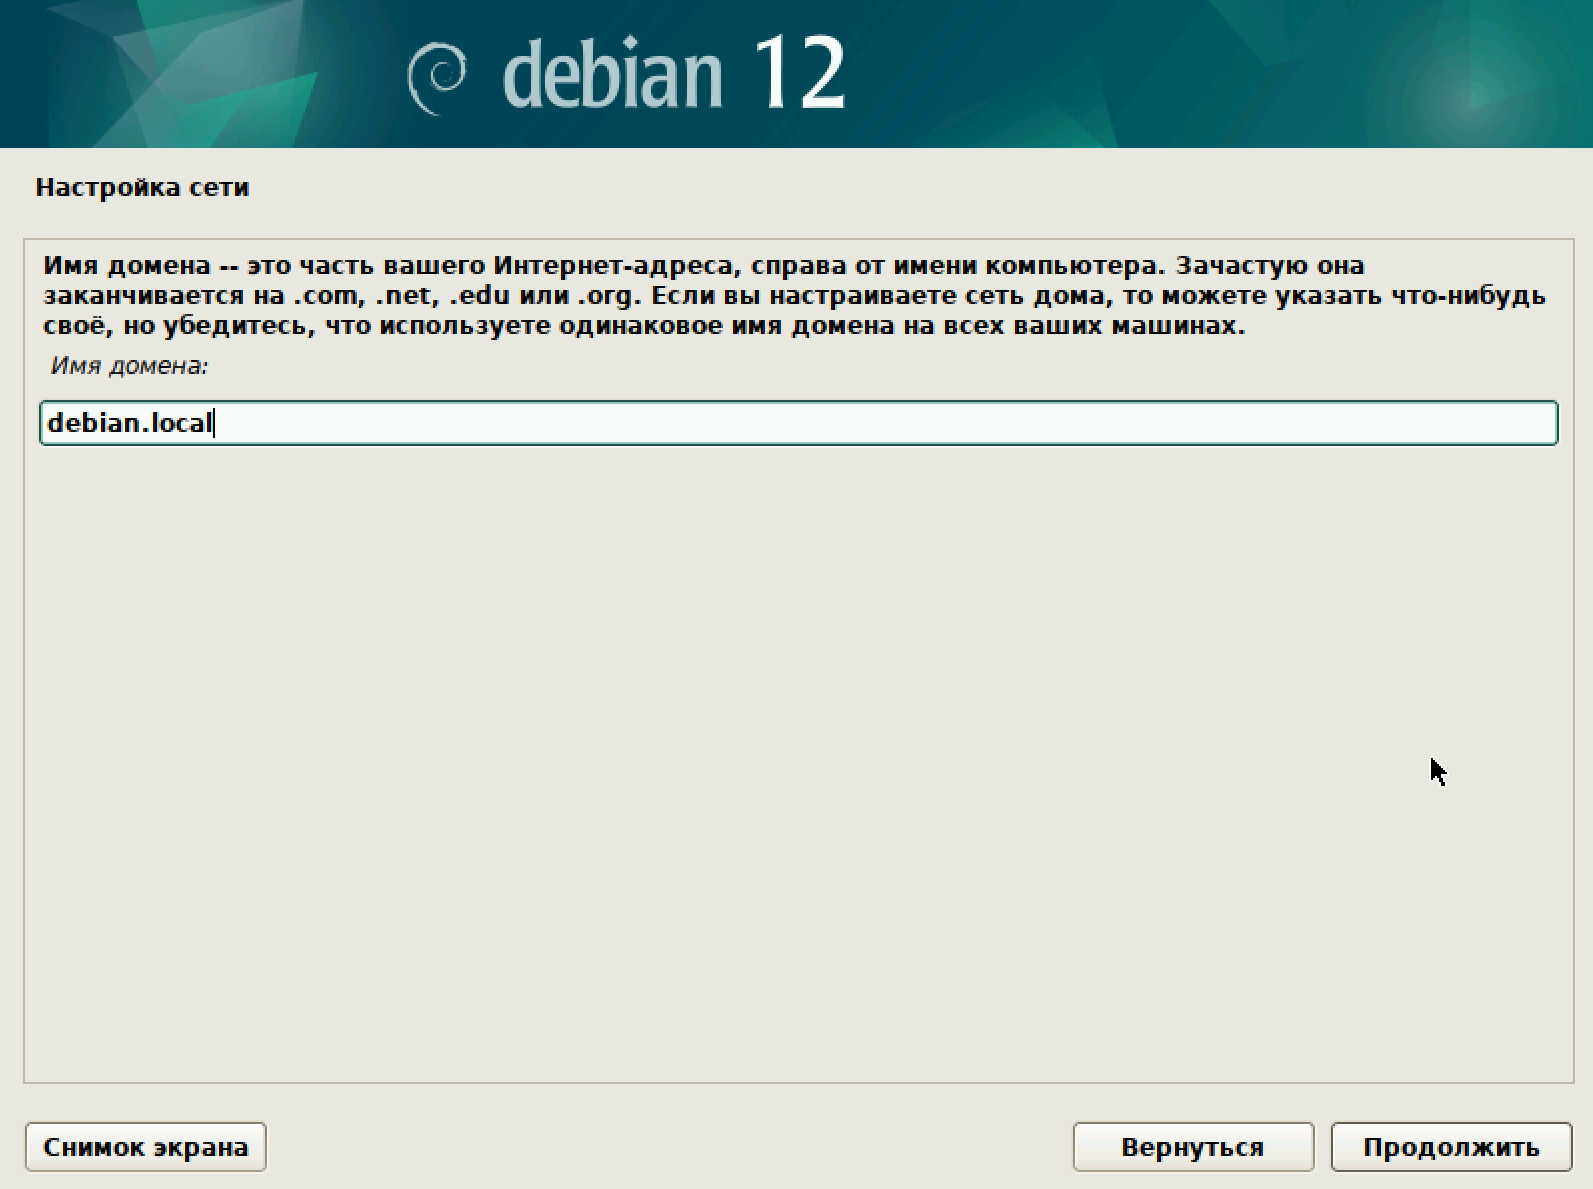 debian 12
Настройка сети
Имя домена -- это часть вашего Интернет-адреса, справа от имени компьютера. Зачастую она
заканчивается на .com, .net, .edu или .org. Если вы настраиваете сеть дома, то можете указать что-нибудь
своё, но убедитесь, что используете одинаковое имя домена на всех ваших машинах.
Имя домена:
debian.local
Снимок экрана
Вернуться
Продолжить